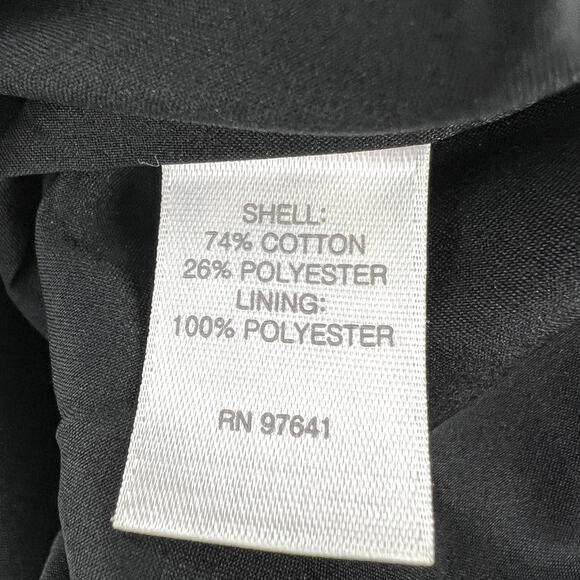 SHELL:
74% COTTON
26% POLYESTER
LINING:
100% POLYESTER
RN 97641